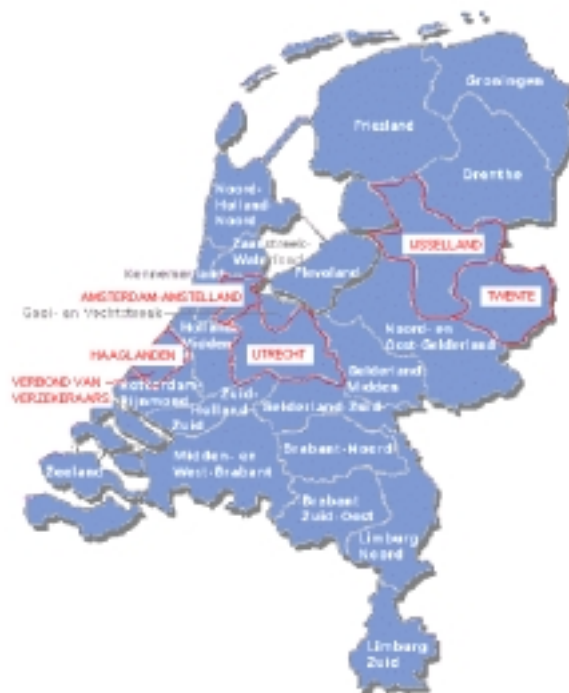 Groningen
Friesland
Drenthe
Noord-
Holland
Noord
Zaanstreek-
Waterland
IJSSELLAND
Kennemerland
Flevoland
AMSTERDAM-AMSTELLAND
TWENTE
Gooi- en Vechtstreek
Noord- en
Oost-Gelderland
Hollands
Midden
HAAGLANDEN
UTRECHT
Gelderland
Midden
VERBOND VAN
VERZEKERAARS
Rotterdam-
Rijnmond
Zuid-
Holland
Zuid
Gelderland-Zuid
Brabant-Noord
Midden- en
West-Brabant
Zeeland
Brabant
Zuid-Oost
Limburg
Noord
Limburg
Zuid